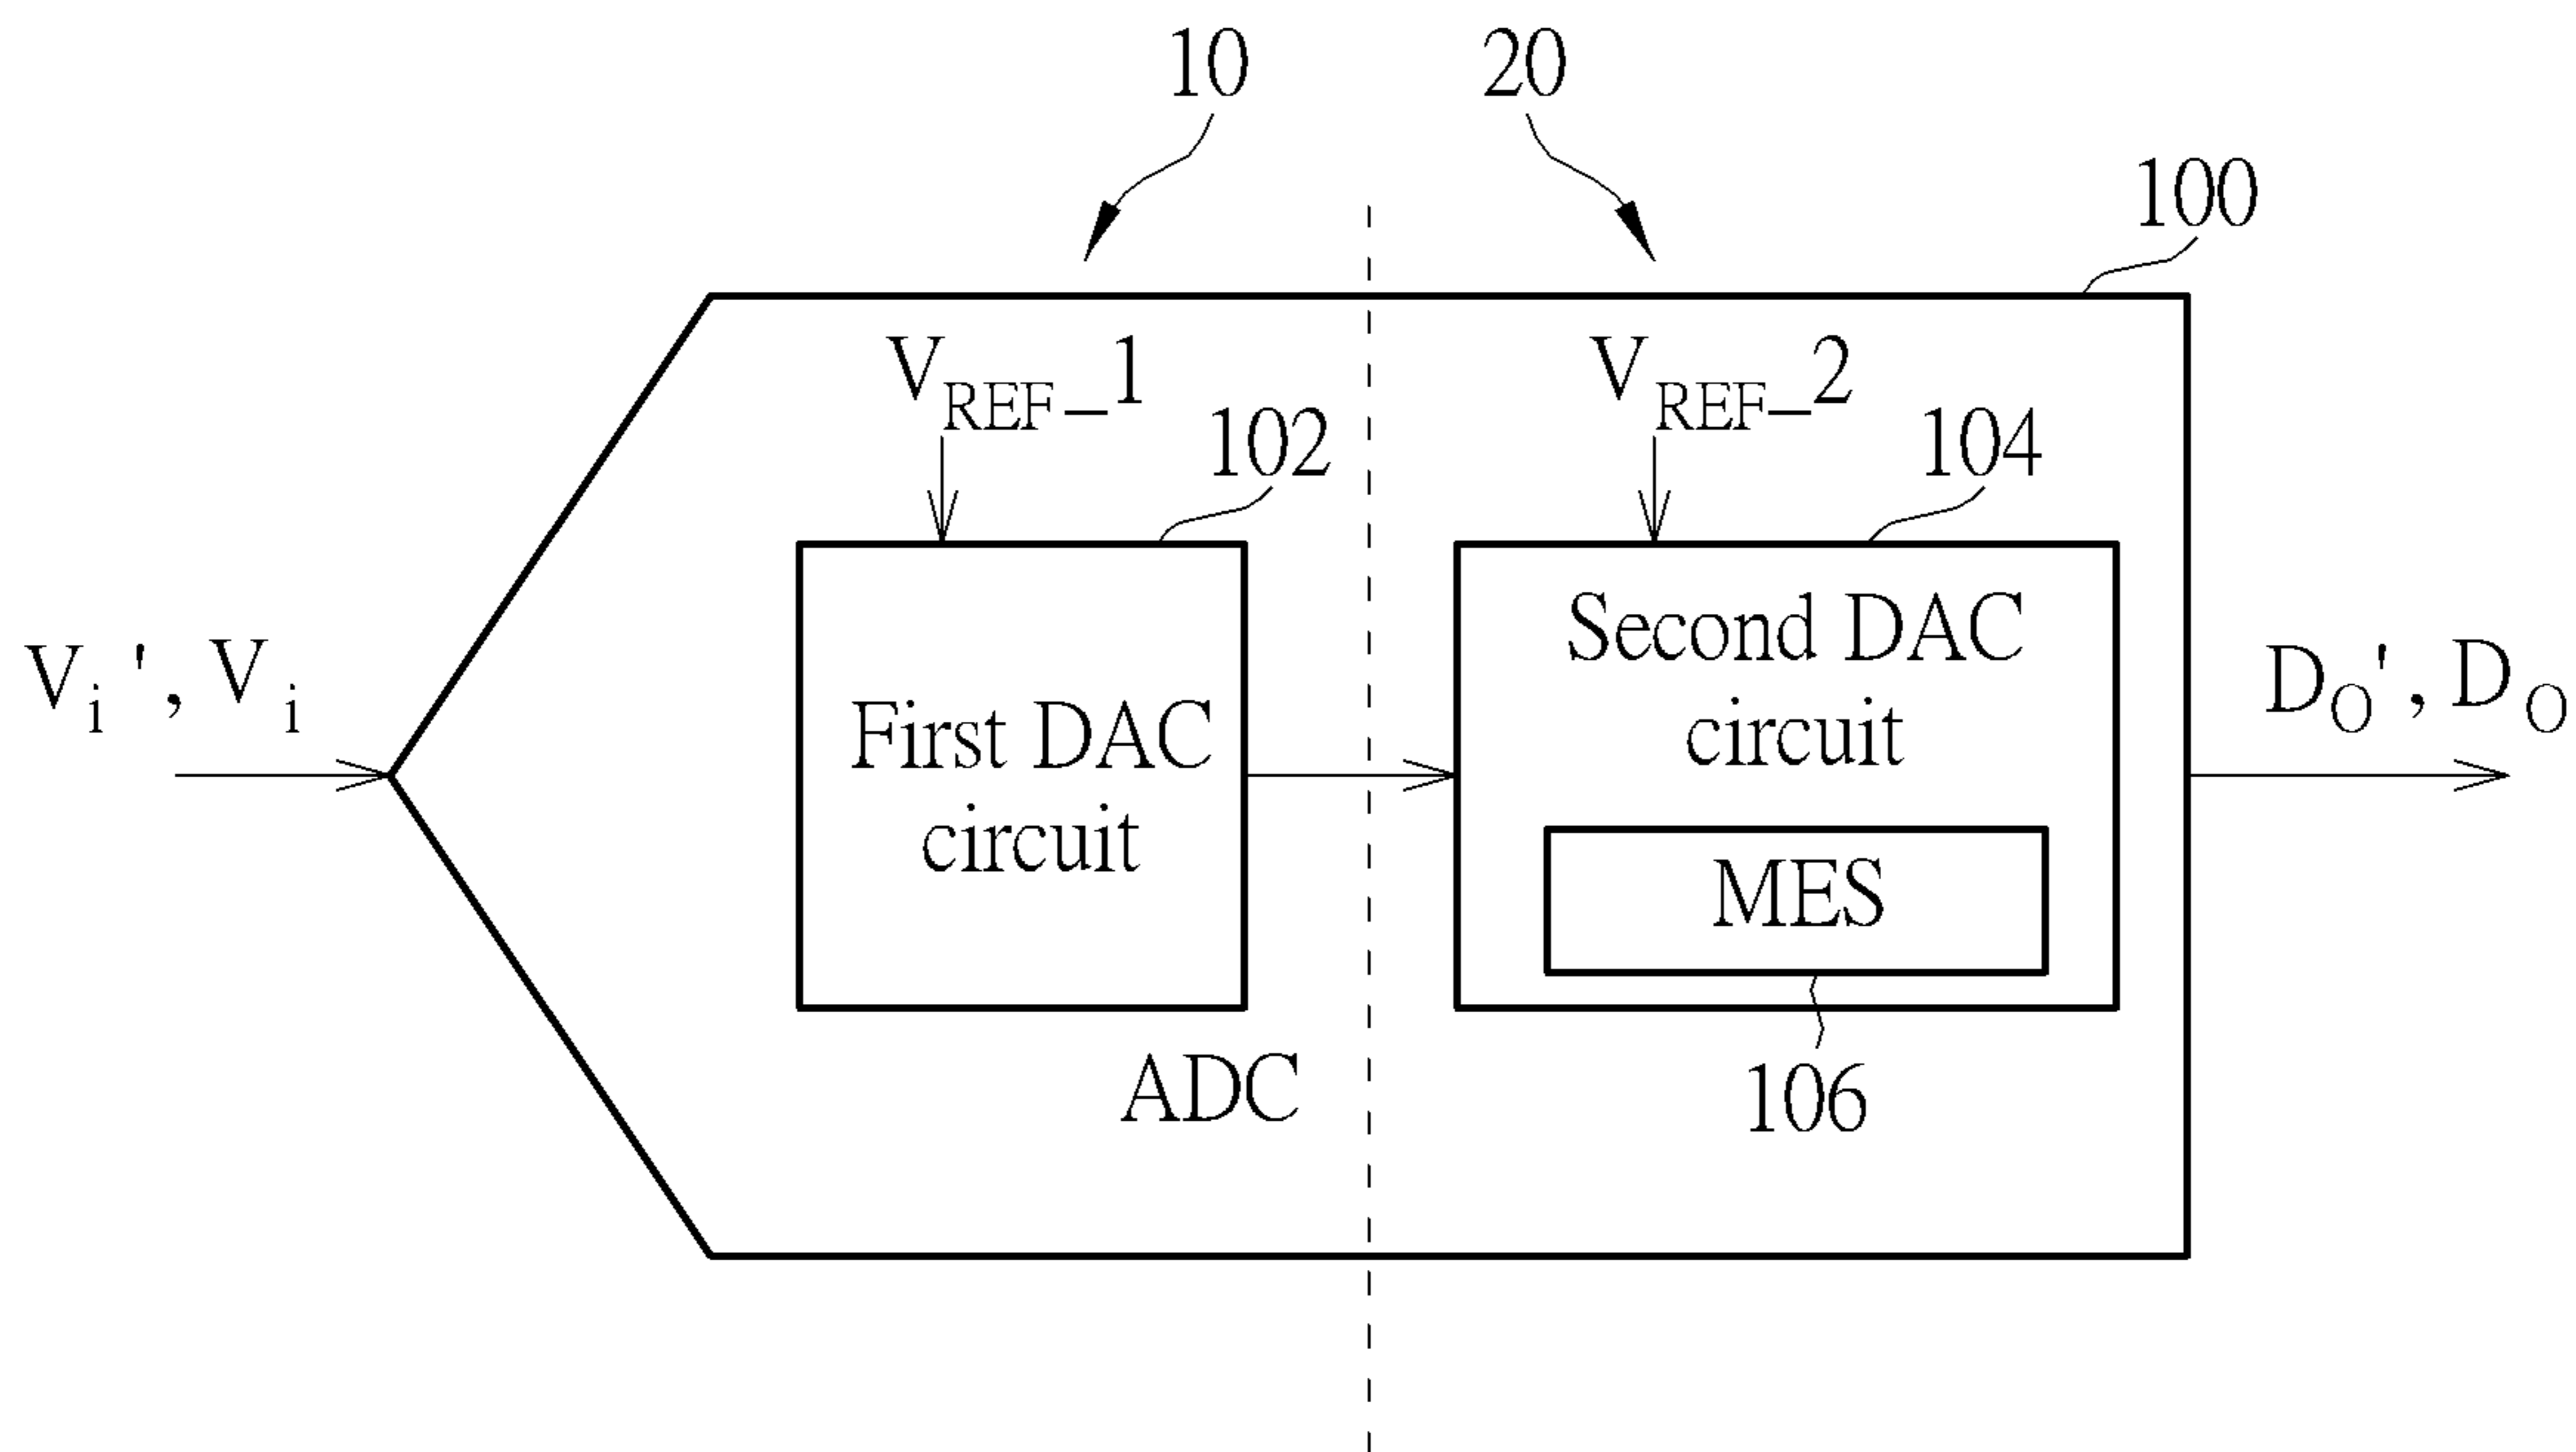 10
20
100
V_REF_1
V_REF_2
102
104
V_i', V_i
First DAC
circuit
Second DAC
circuit
MES
D_O', D_O
ADC
106